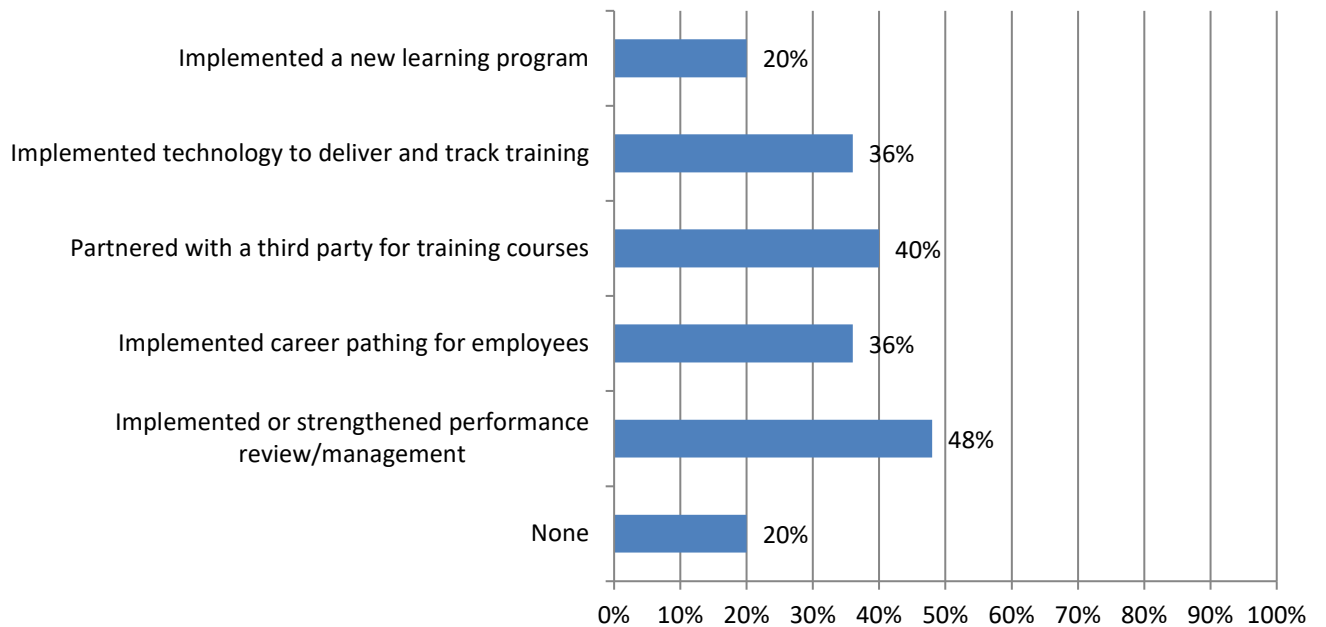 Implemented a new learning program
20%
Implemented technology to deliver and track training
36%
Partnered with a third party for training courses
40%
Implemented career pathing for employees
36%
Implemented or strengthened performance
review/management
48%
None
20%
0% 10% 20% 30% 40% 50% 60% 70% 80% 90% 100%